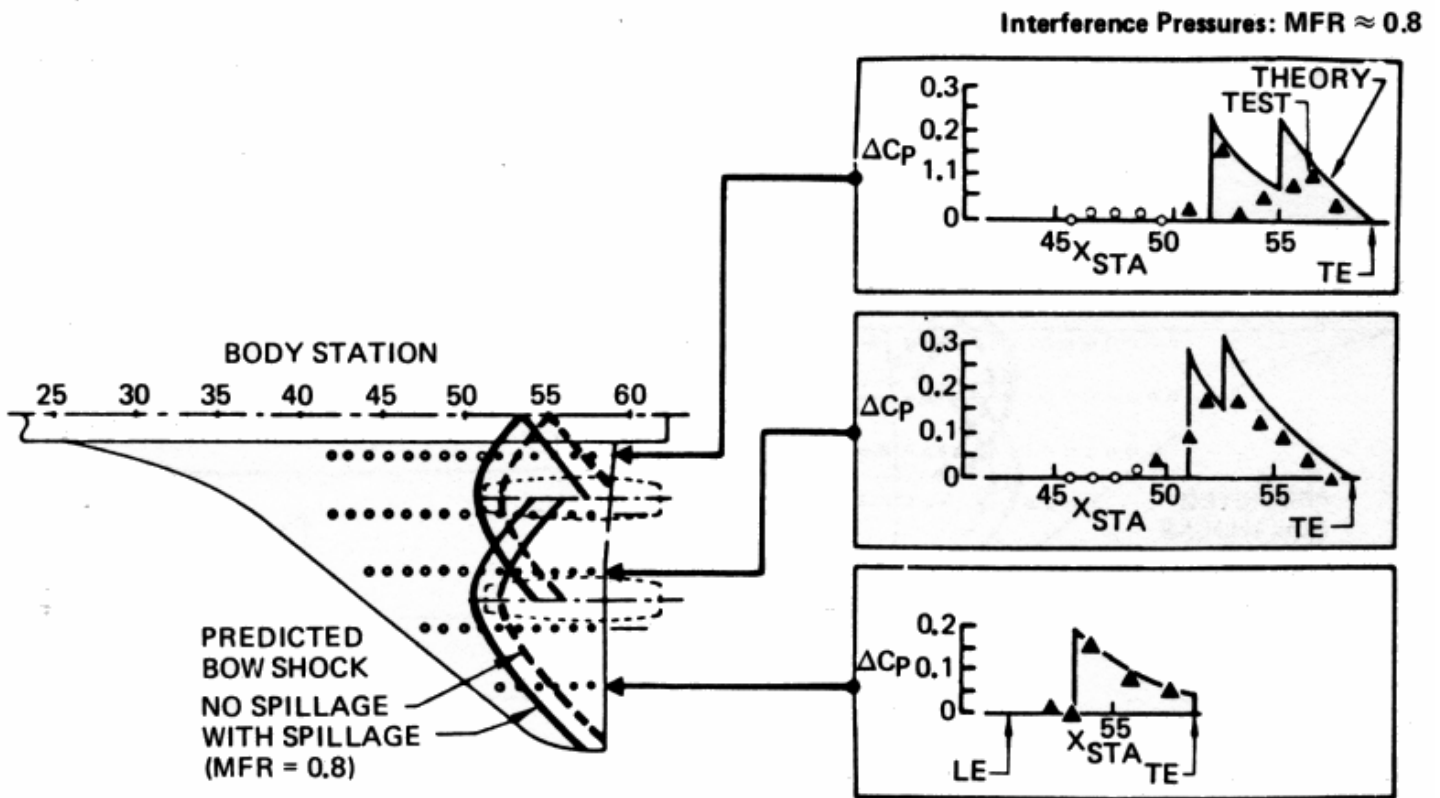 Interference Pressures: MFR ≈ 0.8
0.3
0.2
1.1
0
ΔCP
THEORY
TEST
45 50 55
XSTA
TE
BODY STATION
25 30 35 40 45 50 55 60
0.3
0.2
0.1
0
ΔCP
45 50 55
XSTA
TE
PREDICTED
BOW SHOCK
NO SPILLAGE
WITH SPILLAGE
(MFR = 0.8)
0.2
0.1
0
ΔCP
55
XSTA
LE
TE